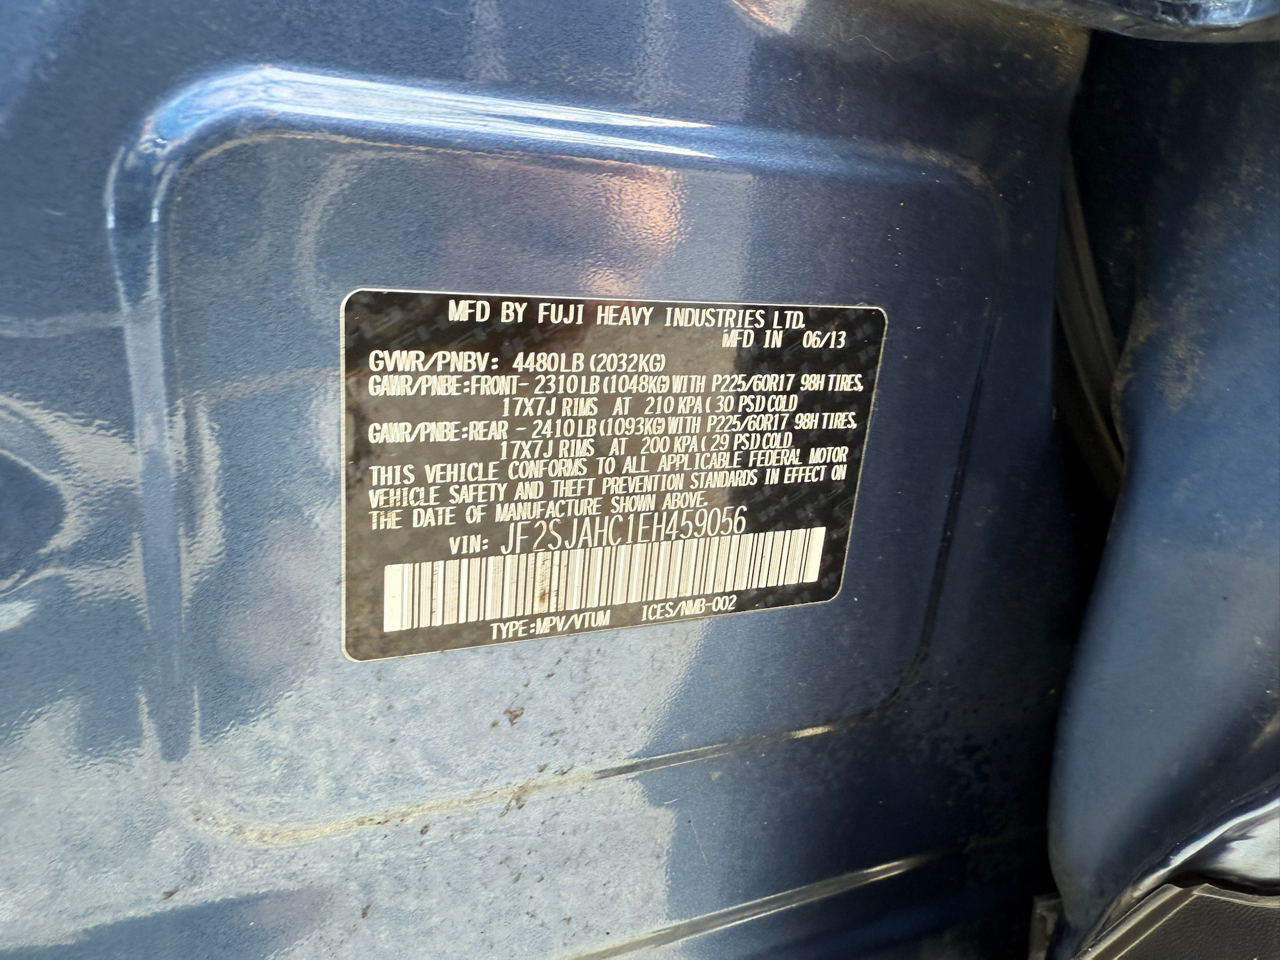 MFD BY FUJI HEAVY INDUSTRIES LTD.
MFD IN 06/13
GVWR/PNBV: 4480LB (2032KG)
GAWR/PNBE:FRONT- 2310LB (1048KG)WITH P225/60R17 98H TIRES,
17X7J RIMS AT 210 KPA( 30 PSI)COLD
GAWR/PNBE:REAR - 2410LB (1093KG)WITH P225/60R17 98H TIRES,
17X7J RIMS AT 200 KPA( 29 PSI)COLD
THIS VEHICLE CONFORMS TO ALL APPLICABLE FEDERAL MOTOR
VEHICLE SAFETY AND THEFT PREVENTION STANDARDS IN EFFECT ON
THE DATE OF MANUFACTURE SHOWN ABOVE.
VIN: JF2SJAHC1EH459056
TYPE:MPV/VTUM ICES/NMB-002